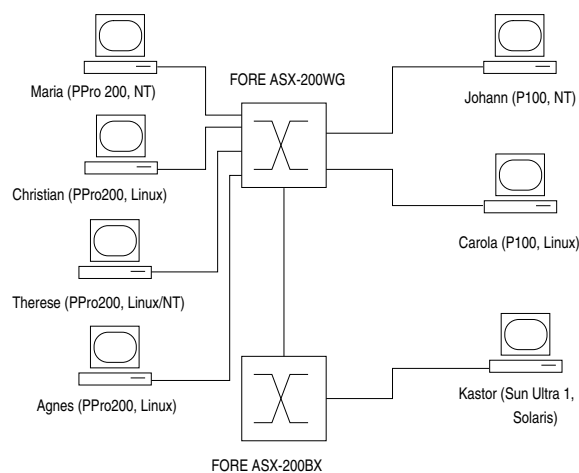 FORE ASX-200WG
Maria (PPro 200, NT)
Johann (P100, NT)
Christian (PPro200, Linux)
Carola (P100, Linux)
Therese (PPro200, Linux/NT)
Agnes (PPro200, Linux)
Kastor (Sun Ultra 1,
Solaris)
FORE ASX-200BX